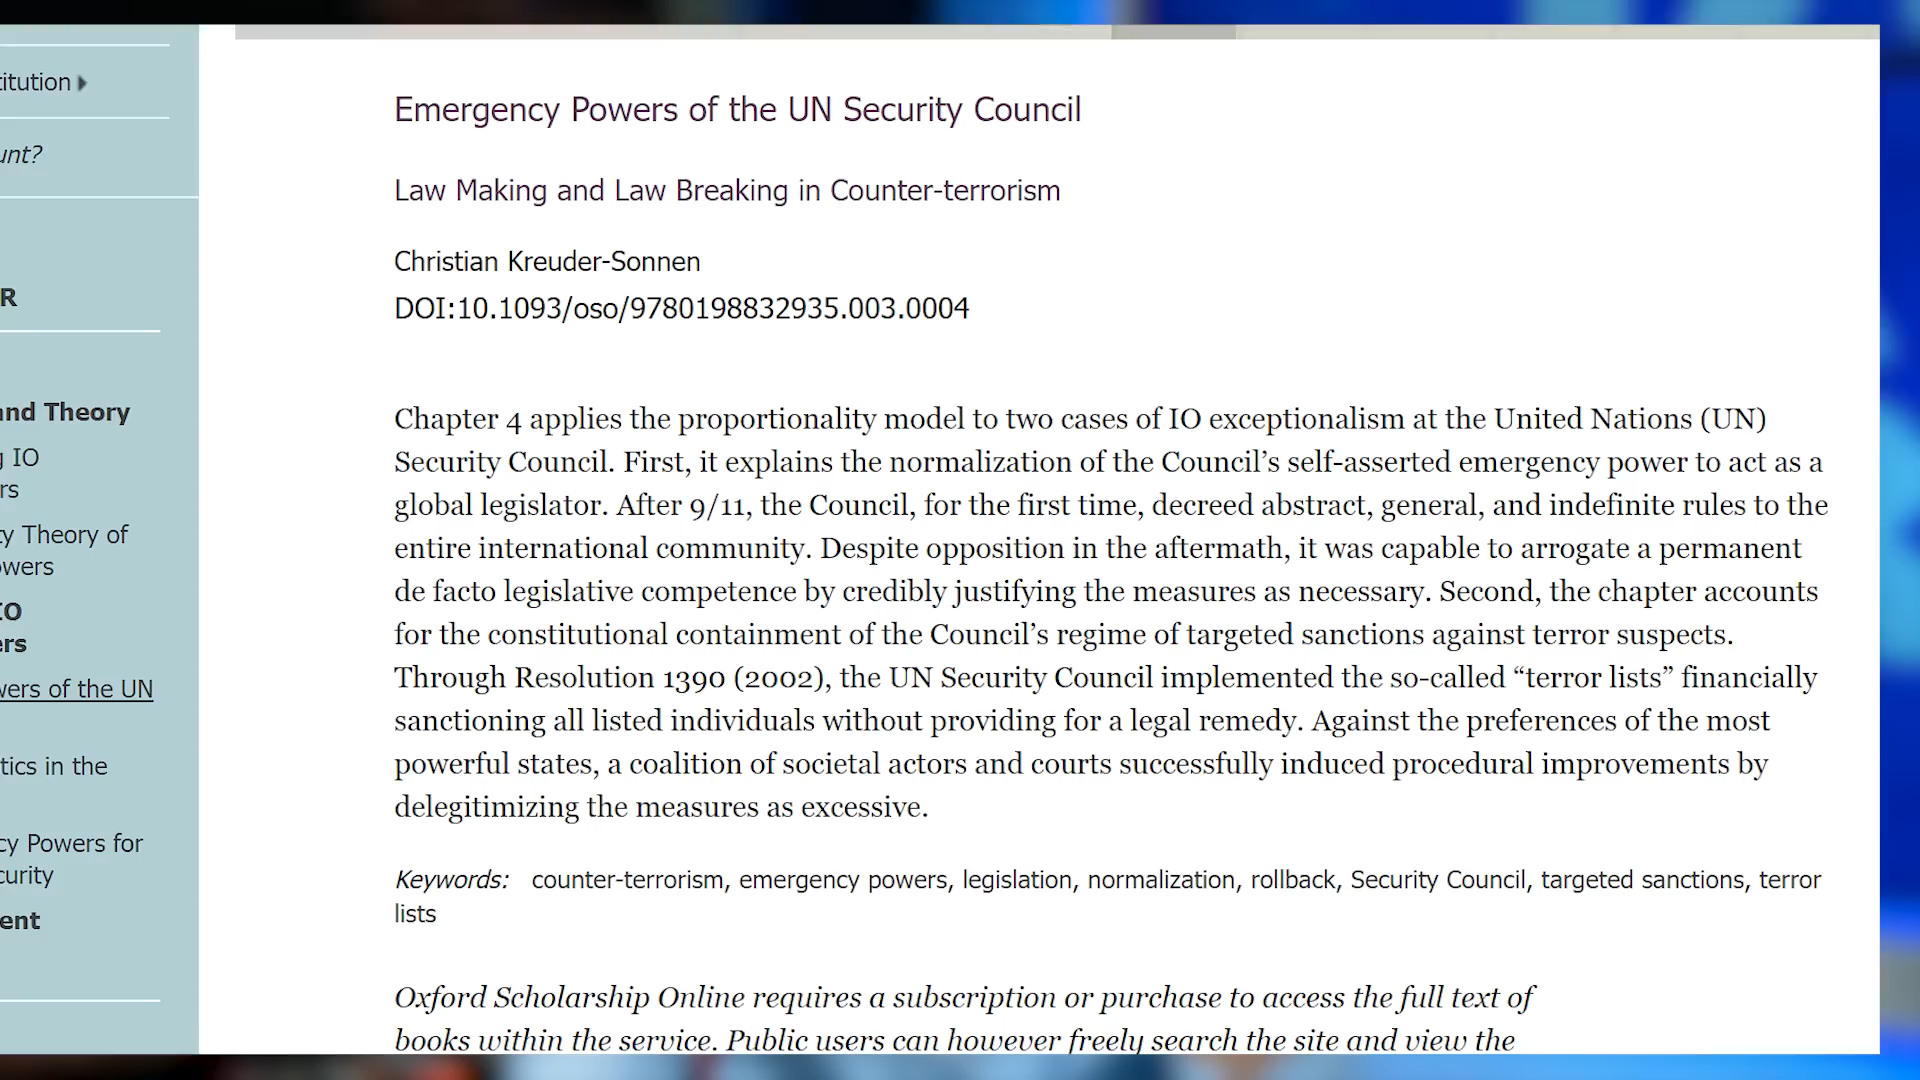 titution
unt?
R
and Theory
g IO
rs
ty Theory of
owers
IO
ers
wers of the UN
tics in the
cy Powers for
curity
ent
Emergency Powers of the UN Security Council
Law Making and Law Breaking in Counter-terrorism
Christian Kreuder-Sonnen
DOI:10.1093/oso/9780198832935.003.0004
Chapter 4 applies the proportionality model to two cases of IO exceptionalism at the United Nations (UN)
Security Council. First, it explains the normalization of the Council’s self-asserted emergency power to act as a
global legislator. After 9/11, the Council, for the first time, decreed abstract, general, and indefinite rules to the
entire international community. Despite opposition in the aftermath, it was capable to arrogate a permanent
de facto legislative competence by credibly justifying the measures as necessary. Second, the chapter accounts
for the constitutional containment of the Council’s regime of targeted sanctions against terror suspects.
Through Resolution 1390 (2002), the UN Security Council implemented the so-called “terror lists” financially
sanctioning all listed individuals without providing for a legal remedy. Against the preferences of the most
powerful states, a coalition of societal actors and courts successfully induced procedural improvements by
delegitimizing the measures as excessive.
Keywords: counter-terrorism, emergency powers, legislation, normalization, rollback, Security Council, targeted sanctions, terror
lists
Oxford Scholarship Online requires a subscription or purchase to access the full text of
books within the service. Public users can however freely search the site and view the